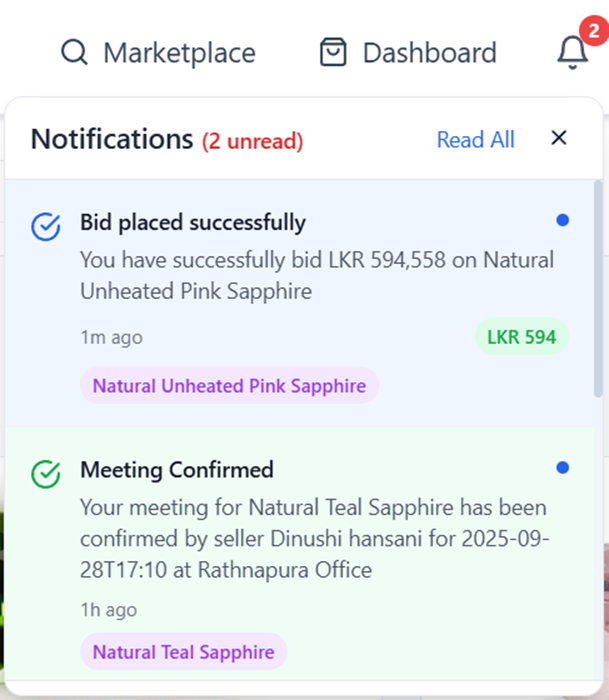 Marketplace
Dashboard
2
Notifications (2 unread)
Read All
Bid placed successfully
You have successfully bid LKR 594,558 on Natural
Unheated Pink Sapphire
1m ago
LKR 594
Natural Unheated Pink Sapphire
Meeting Confirmed
Your meeting for Natural Teal Sapphire has been
confirmed by seller Dinushi hansani for 2025-09-
28T17:10 at Rathnapura Office
1h ago
Natural Teal Sapphire